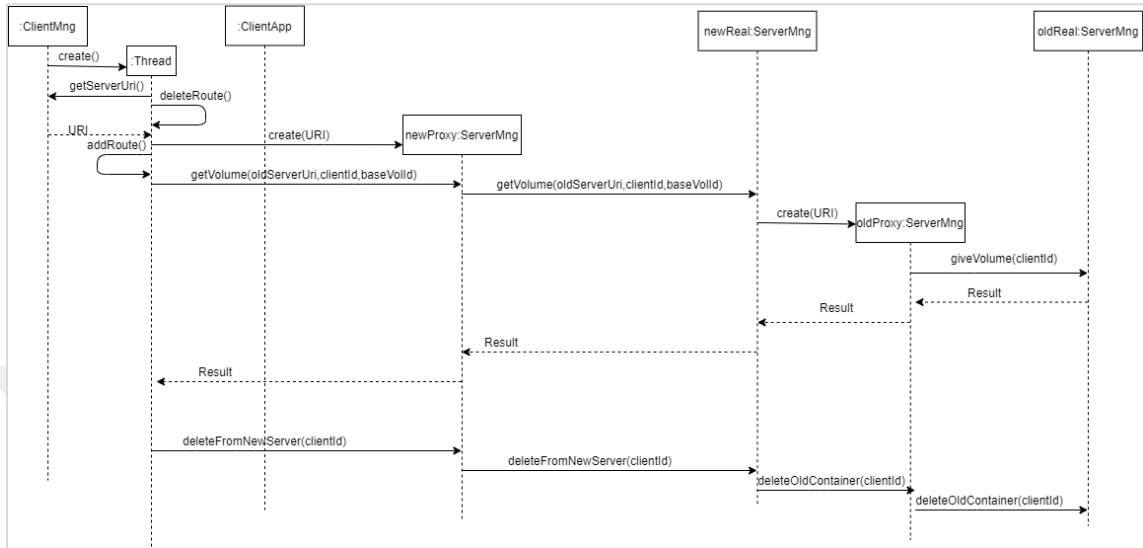 :ClientMng
:ClientApp
newReal:ServerMng
oldReal:ServerMng
create()
:Thread
getServerUri()
deleteRoute()
URI
addRoute()
create(URI)
newProxy:ServerMng
getVolume(oldServerUri,clientId,baseVolId)
getVolume(oldServerUri,clientId,baseVolId)
create(URI)
oldProxy:ServerMng
giveVolume(clientId)
Result
Result
Result
Result
deleteFromNewServer(clientId)
deleteFromNewServer(clientId)
deleteOldContainer(clientId)
deleteOldContainer(clientId)